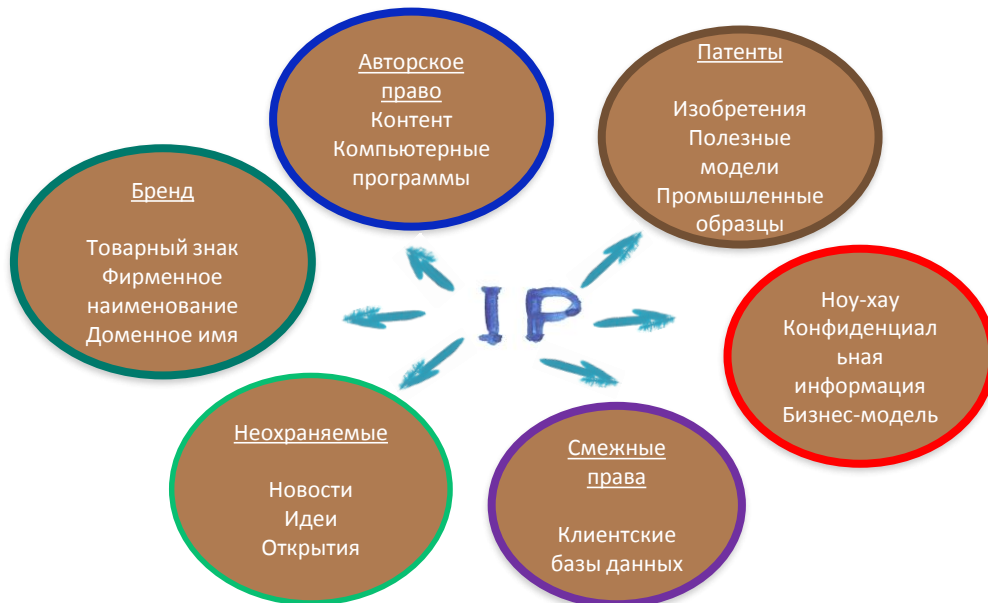 Авторское
право
Контент
Компьютерные
программы
Патенты
Изобретения
Полезные
модели
Промышленные
образцы
Бренд
Товарный знак
Фирменное
наименование
Доменное имя
IP
Ноу-хау
Конфиденциал
ьная
информация
Бизнес-модель
Неохраняемые
Новости
Идеи
Открытия
Смежные
права
Клиентские
базы данных